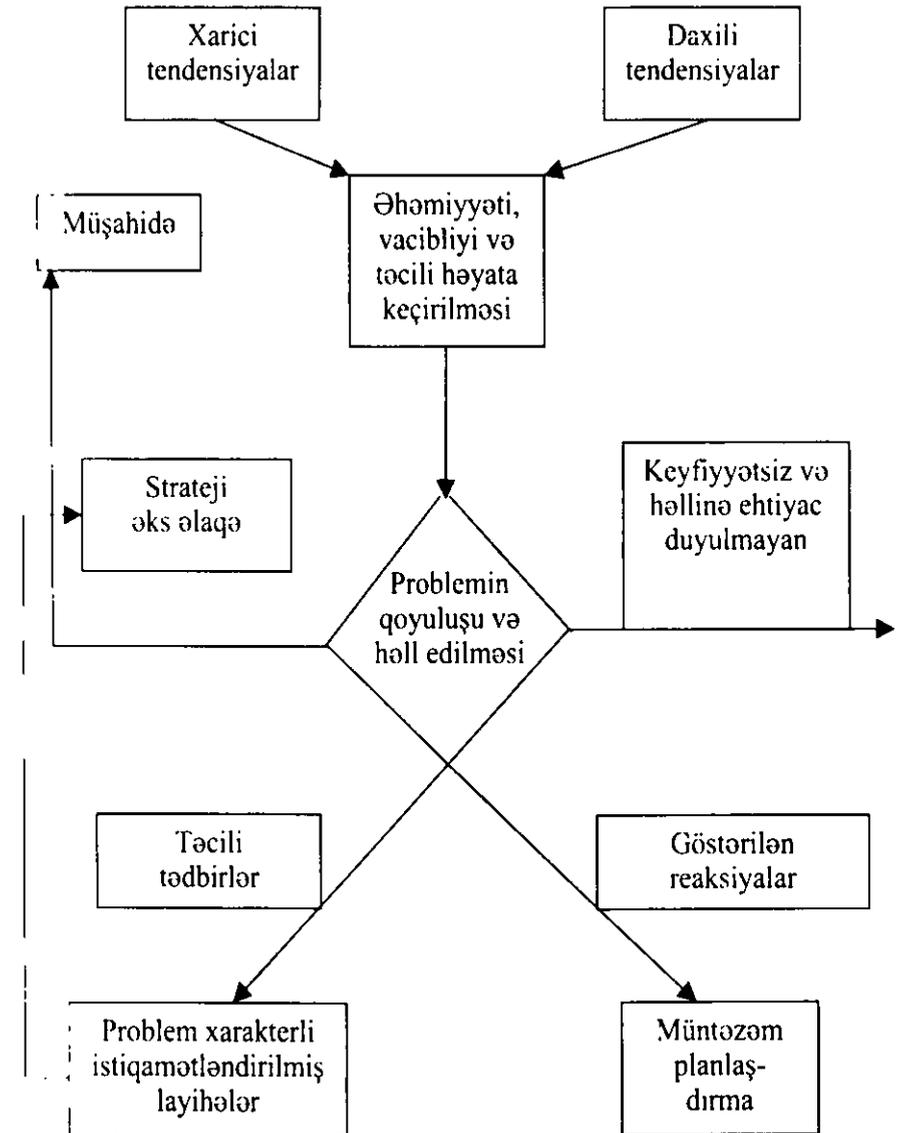 Xarici
tendensiyalar
Daxili
tendensiyalar
Əhəmiyyəti,
vacibliyi və
təcili həyata
keçirilməsi
Müşahidə
Strateji
əks əlaqə
Keyfiyyətsiz və
həllinə ehtiyac
duyulmayan
Problemin
qoyuluşu və
həll edilməsi
Təcili
tədbirlər
Göstərilən
reaksiyalar
Problem xarakterli
istiqamətləndirilmiş
layihələr
Müntəzəm
planlaş-
dırma